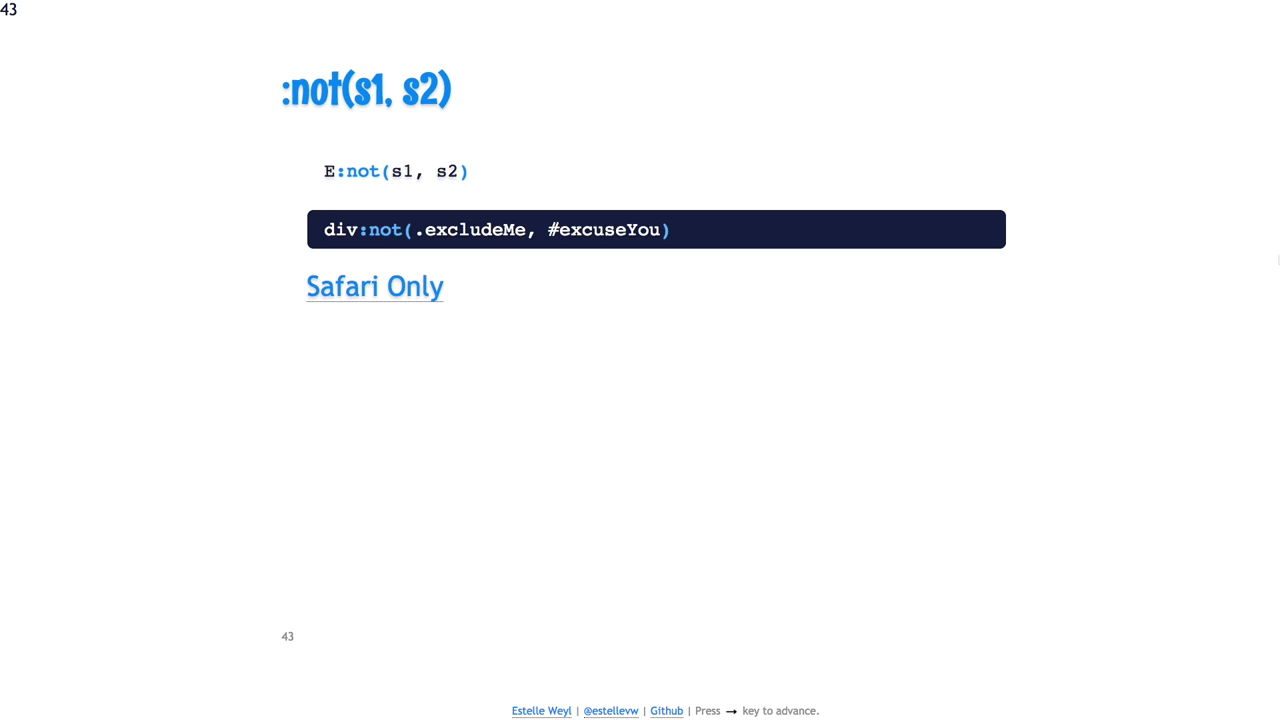 43
:not(s1, s2)
E:not(s1, s2)
div:not(.excludeMe, #excuseYou)
Safari Only
43
Estelle Weyl | @estellevw | Github | Press → key to advance.